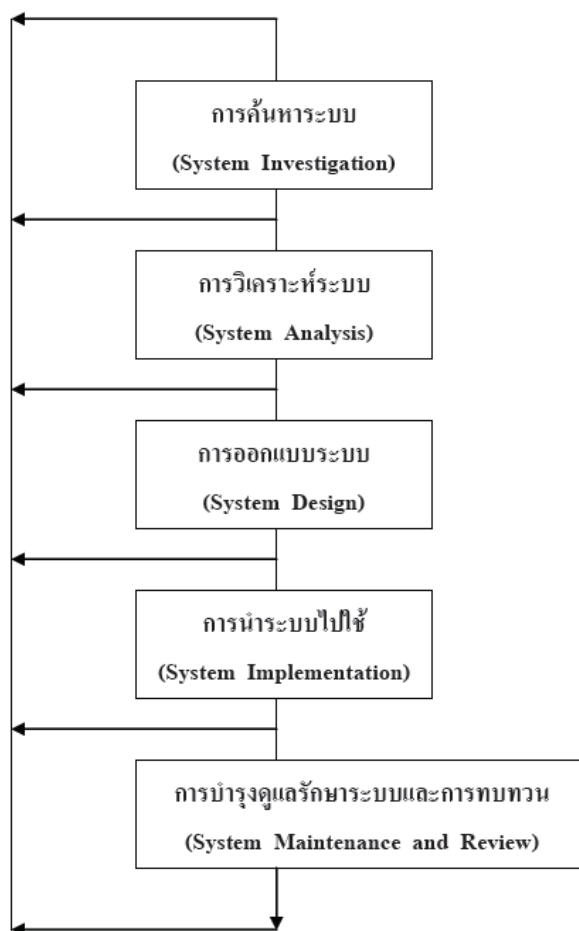 การค้นหาระบบ
(System Investigation)
การวิเคราะห์ระบบ
(System Analysis)
การออกแบบระบบ
(System Design)
การนำระบบไปใช้
(System Implementation)
การบำรุงดูแลรักษาระบบและการทบทวน
(System Maintenance and Review)